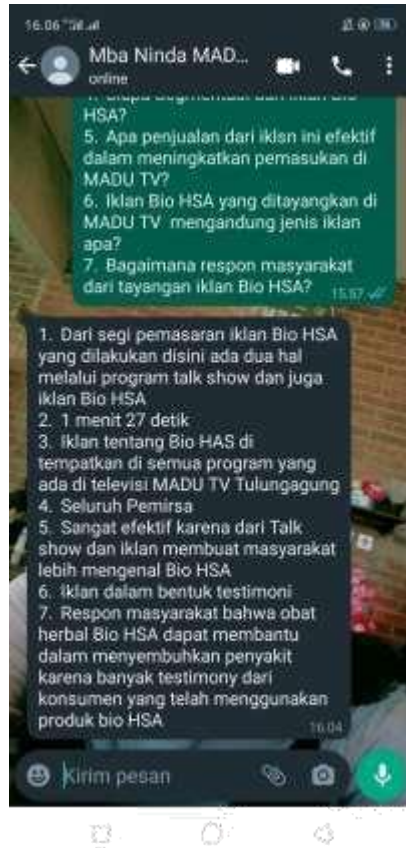 16.06
Mba Ninda MAD...
online
HSA?
5. Apa penjualan dari iklsn ini efektif
dalam meningkatkan pemasukan di
MADU TV?
6. Iklan Bio HSA yang ditayangkan di
MADU TV mengandung jenis iklan
apa?
7. Bagaimana respon masyarakat
dari tayangan iklan Bio HSA? 15.57
1. Dari segi pemasaran iklan Bio HSA
yang dilakukan disini ada dua hal
melalui program talk show dan juga
iklan Bio HSA
2. 1 menit 27 detik
3. Iklan tentang Bio HAS di
tempatkan di semua program yang
ada di televisi MADU TV Tulungagung
4. Seluruh Pemirsa
5. Sangat efektif karena dari Talk
show dan iklan membuat masyarakat
lebih mengenal Bio HSA
6. Iklan dalam bentuk testimoni
7. Respon masyarakat bahwa obat
herbal Bio HSA dapat membantu
dalam menyembuhkan penyakit
karena banyak testimony dari
konsumen yang telah menggunakan
produk bio HSA 16.04
Kirim pesan